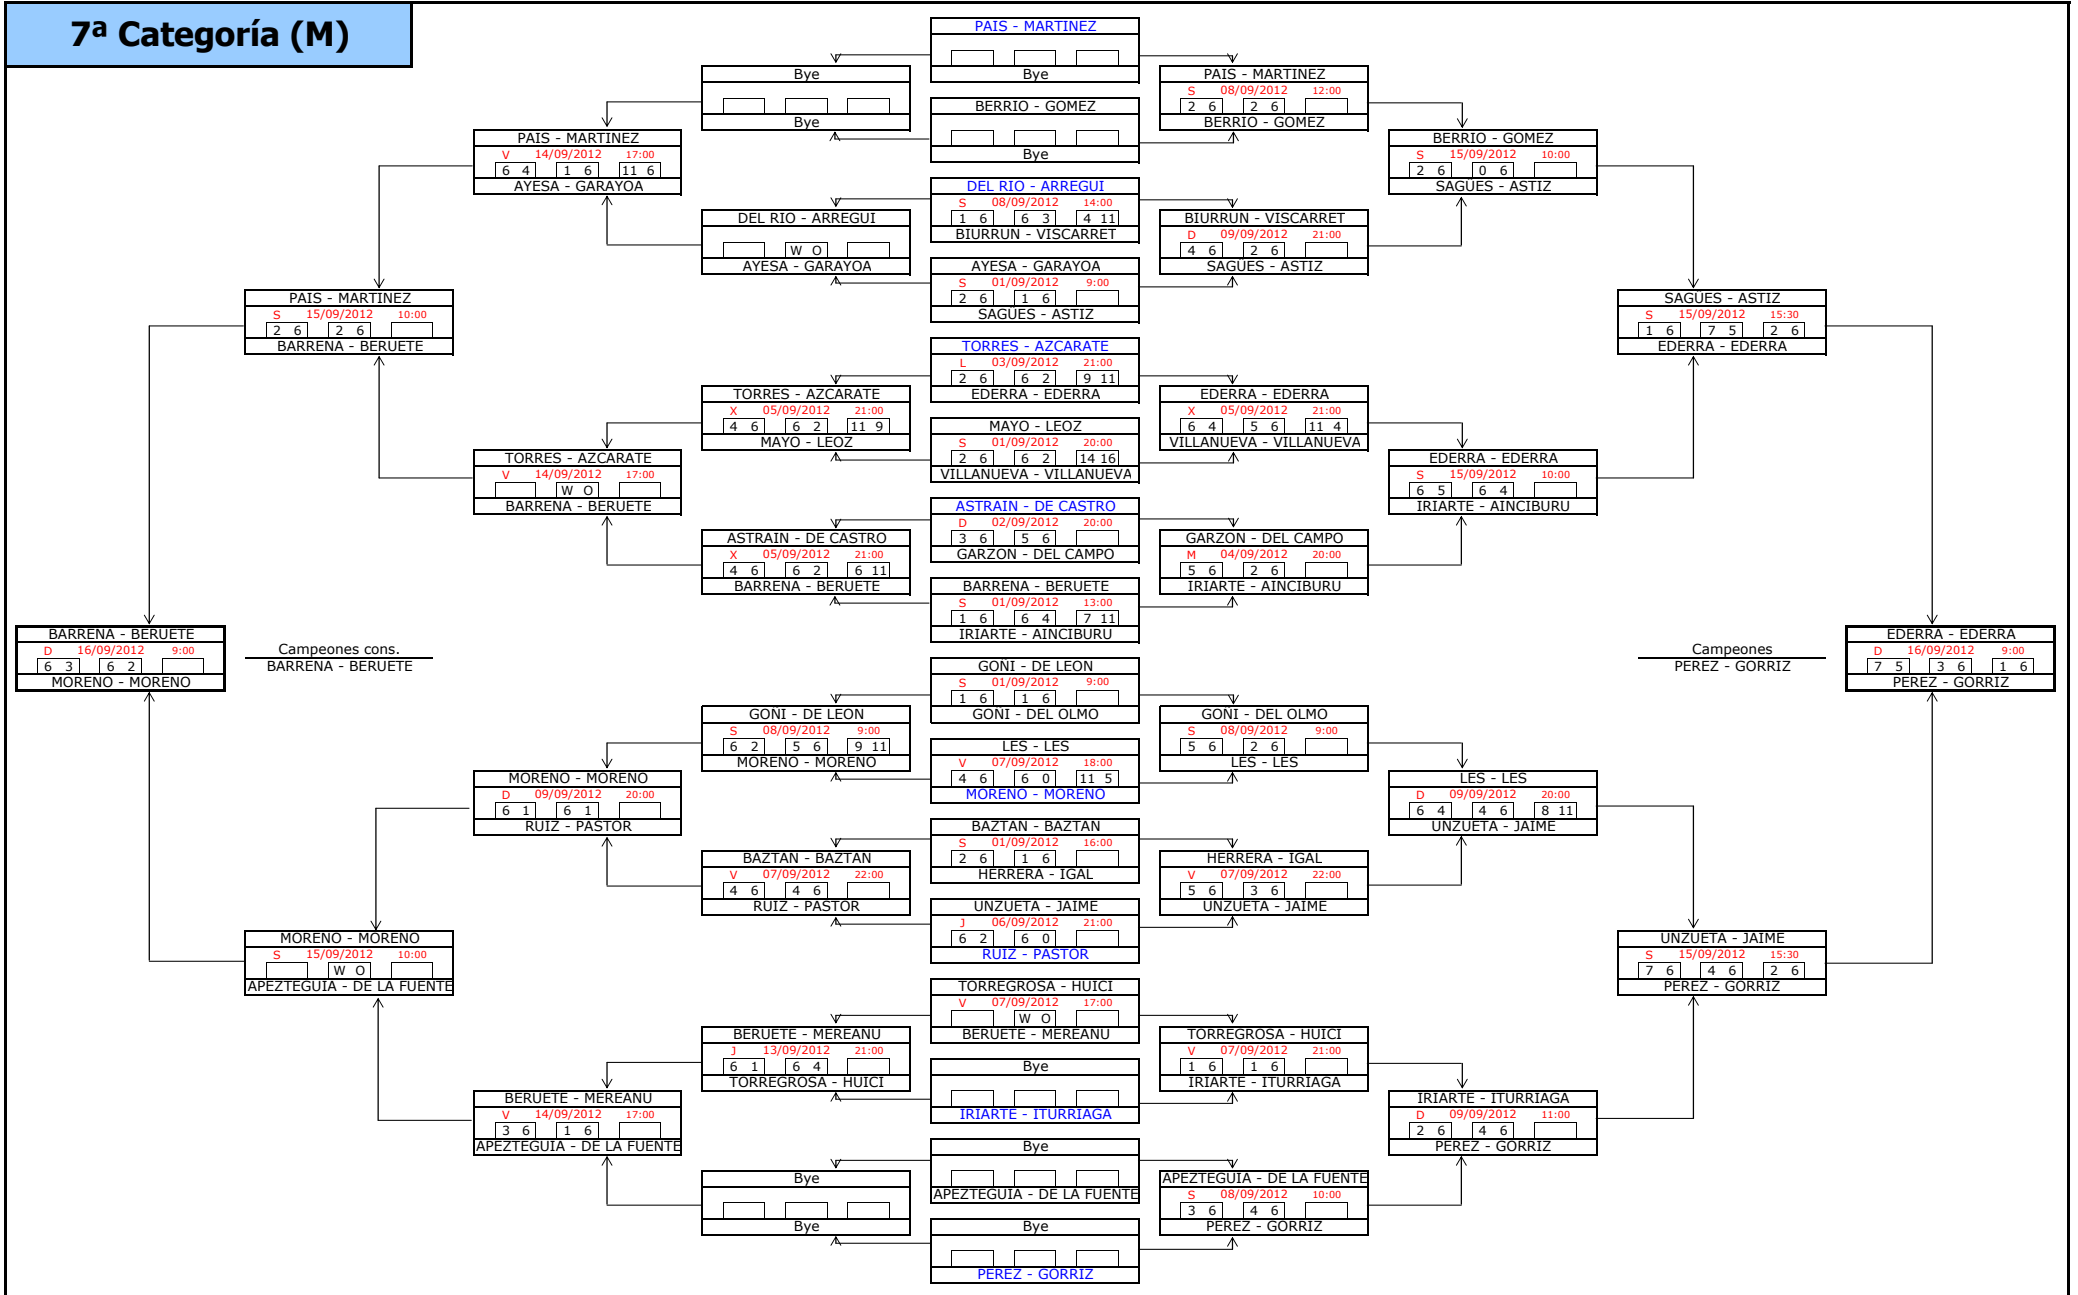 7ª Categoría (M)
PAIS - MARTINEZ
Bye
BERRIO - GOMEZ
Bye
DEL RIO - ARREGUI
S 08/09/2012 14:00
1 6 6 3 4 11
BIURRUN - VISCARRET
AYESA - GARAYOA
S 01/09/2012 9:00
2 6 1 6
SAGÜES - ASTIZ
TORRES - AZCARATE
L 03/09/2012 21:00
2 6 6 2 9 11
EDERRA - EDERRA
MAYO - LEOZ
S 01/09/2012 20:00
2 6 6 2 14 16
VILLANUEVA - VILLANUEVA
ASTRAIN - DE CASTRO
D 02/09/2012 20:00
3 6 5 6
GARZON - DEL CAMPO
BARRENA - BERUETE
S 01/09/2012 13:00
1 6 6 4 7 11
IRIARTE - AINCIBURU
GOÑI - DE LEON
S 01/09/2012 9:00
1 6 1 6
GOÑI - DEL OLMO
LES - LES
V 07/09/2012 18:00
4 6 6 0 11 5
MORENO - MORENO
BAZTAN - BAZTAN
S 01/09/2012 16:00
2 6 1 6
HERRERA - IGAL
UNZUETA - JAIME
J 06/09/2012 21:00
6 2 6 0
RUIZ - PASTOR
TORREGROSA - HUICI
V 07/09/2012 17:00
W O
BERUETE - MEREANU
Bye
IRIARTE - ITURRIAGA
Bye
APEZTEGUIA - DE LA FUENTE
Bye
PEREZ - GORRIZ
Bye
Bye
DEL RIO - ARREGUI
W O
AYESA - GARAYOA
TORRES - AZCARATE
X 05/09/2012 21:00
4 6 6 2 11 9
MAYO - LEOZ
ASTRAIN - DE CASTRO
X 05/09/2012 21:00
4 6 6 2 6 11
BARRENA - BERUETE
GOÑI - DE LEON
S 08/09/2012 9:00
6 2 5 6 9 11
MORENO - MORENO
BAZTAN - BAZTAN
V 07/09/2012 22:00
4 6 4 6
RUIZ - PASTOR
BERUETE - MEREANU
J 13/09/2012 21:00
6 1 6 4
TORREGROSA - HUICI
Bye
Bye
PAIS - MARTINEZ
V 14/09/2012 17:00
6 4 1 6 11 6
AYESA - GARAYOA
TORRES - AZCARATE
V 14/09/2012 17:00
W O
BARRENA - BERUETE
MORENO - MORENO
D 09/09/2012 20:00
6 1 6 1
RUIZ - PASTOR
BERUETE - MEREANU
V 14/09/2012 17:00
3 6 1 6
APEZTEGUIA - DE LA FUENTE
PAIS - MARTINEZ
S 15/09/2012 10:00
2 6 2 6
BARRENA - BERUETE
MORENO - MORENO
S 15/09/2012 10:00
W O
APEZTEGUIA - DE LA FUENTE
BARRENA - BERUETE
D 16/09/2012 9:00
6 3 6 2
MORENO - MORENO
Campeones cons.
BARRENA - BERUETE
PAIS - MARTINEZ
S 08/09/2012 12:00
2 6 2 6
BERRIO - GOMEZ
BIURRUN - VISCARRET
D 09/09/2012 21:00
4 6 2 6
SAGÜES - ASTIZ
EDERRA - EDERRA
X 05/09/2012 21:00
6 4 5 6 11 4
VILLANUEVA - VILLANUEVA
GARZON - DEL CAMPO
M 04/09/2012 20:00
5 6 2 6
IRIARTE - AINCIBURU
GOÑI - DEL OLMO
S 08/09/2012 9:00
5 6 2 6
LES - LES
HERRERA - IGAL
V 07/09/2012 22:00
5 6 3 6
UNZUETA - JAIME
TORREGROSA - HUICI
V 07/09/2012 21:00
1 6 1 6
IRIARTE - ITURRIAGA
APEZTEGUIA - DE LA FUENTE
S 08/09/2012 10:00
3 6 4 6
PEREZ - GORRIZ
BERRIO - GOMEZ
S 15/09/2012 10:00
2 6 0 6
SAGÜES - ASTIZ
EDERRA - EDERRA
S 15/09/2012 10:00
6 5 6 4
IRIARTE - AINCIBURU
LES - LES
D 09/09/2012 20:00
6 4 4 6 8 11
UNZUETA - JAIME
IRIARTE - ITURRIAGA
D 09/09/2012 11:00
2 6 4 6
PEREZ - GORRIZ
SAGÜES - ASTIZ
S 15/09/2012 15:30
1 6 7 5 2 6
EDERRA - EDERRA
UNZUETA - JAIME
S 15/09/2012 15:30
7 6 4 6 2 6
PEREZ - GORRIZ
Campeones
PEREZ - GORRIZ
EDERRA - EDERRA
D 16/09/2012 9:00
7 5 3 6 1 6
PEREZ - GORRIZ